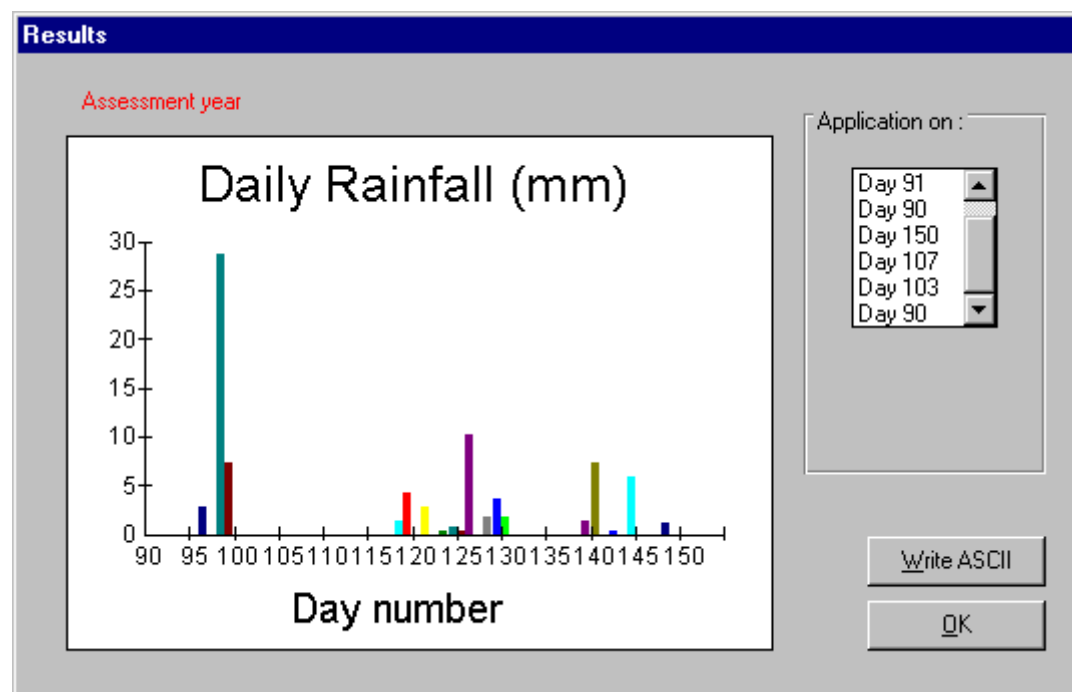 Results
Assessment year
Daily Rainfall (mm)
30
25
20
15
10
5
0
90 95 100 105 110 115 120 125 130 135 140 145 150
Day number
Application on :
Day 91
Day 90
Day 150
Day 107
Day 103
Day 90
Write ASCII
OK